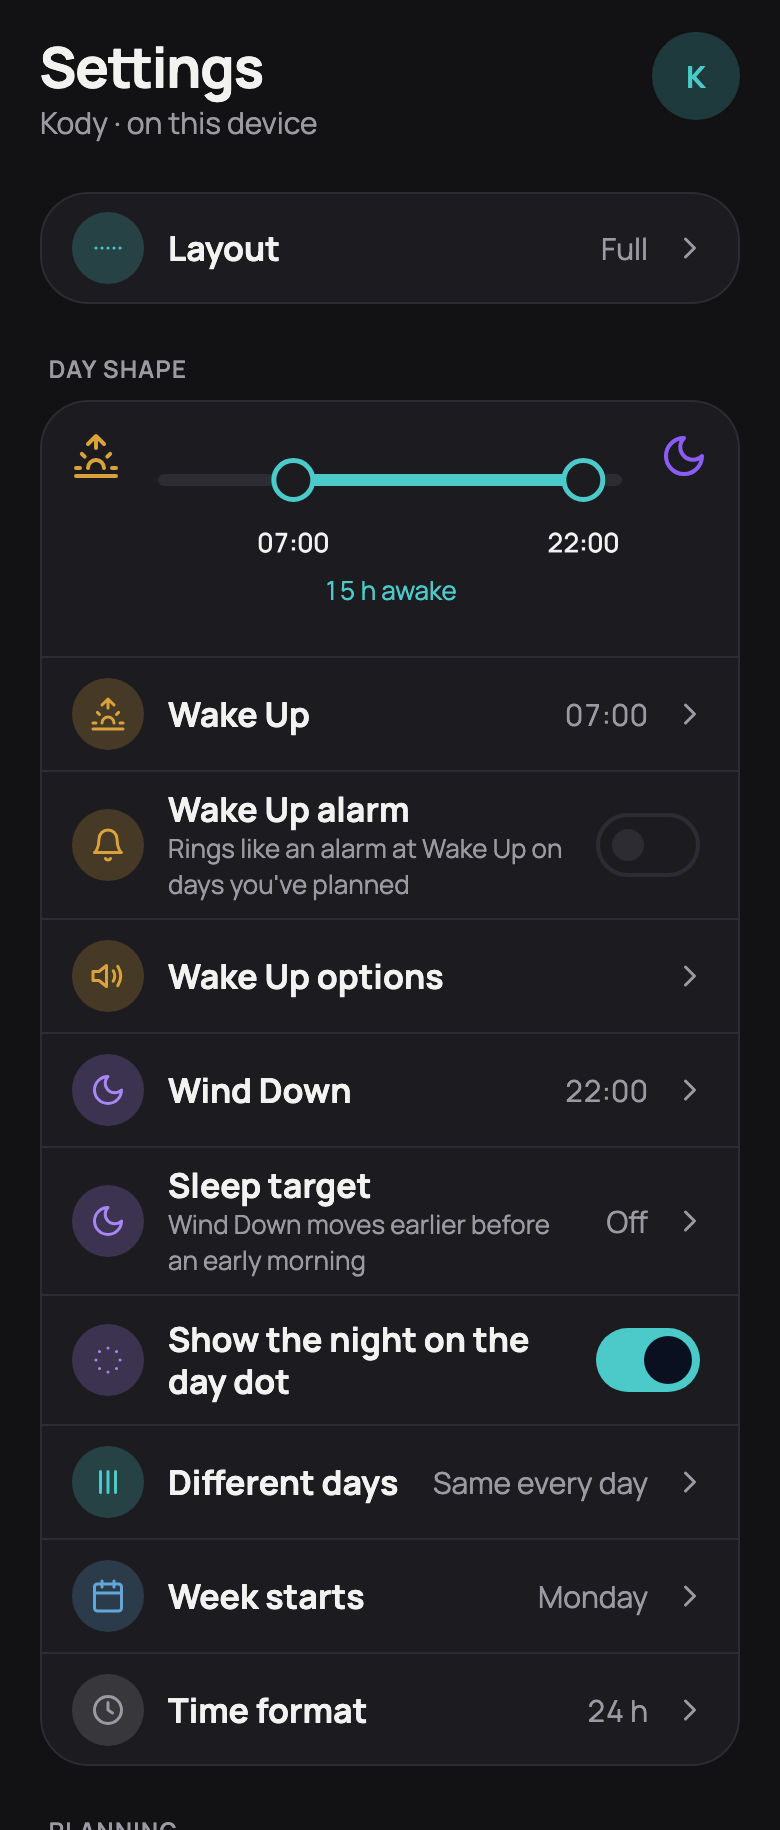 Settings
K
Kody · on this device
Layout
Full
DAY SHAPE
07:00
22:00
15 h awake
Wake Up
07:00
Wake Up alarm
Rings like an alarm at Wake Up on
days you've planned
Wake Up options
Wind Down
22:00
Sleep target
Wind Down moves earlier before
an early morning
Off
Show the night on the
day dot
Different days
Same every day
Week starts
Monday
Time format
24 h
PLANNING